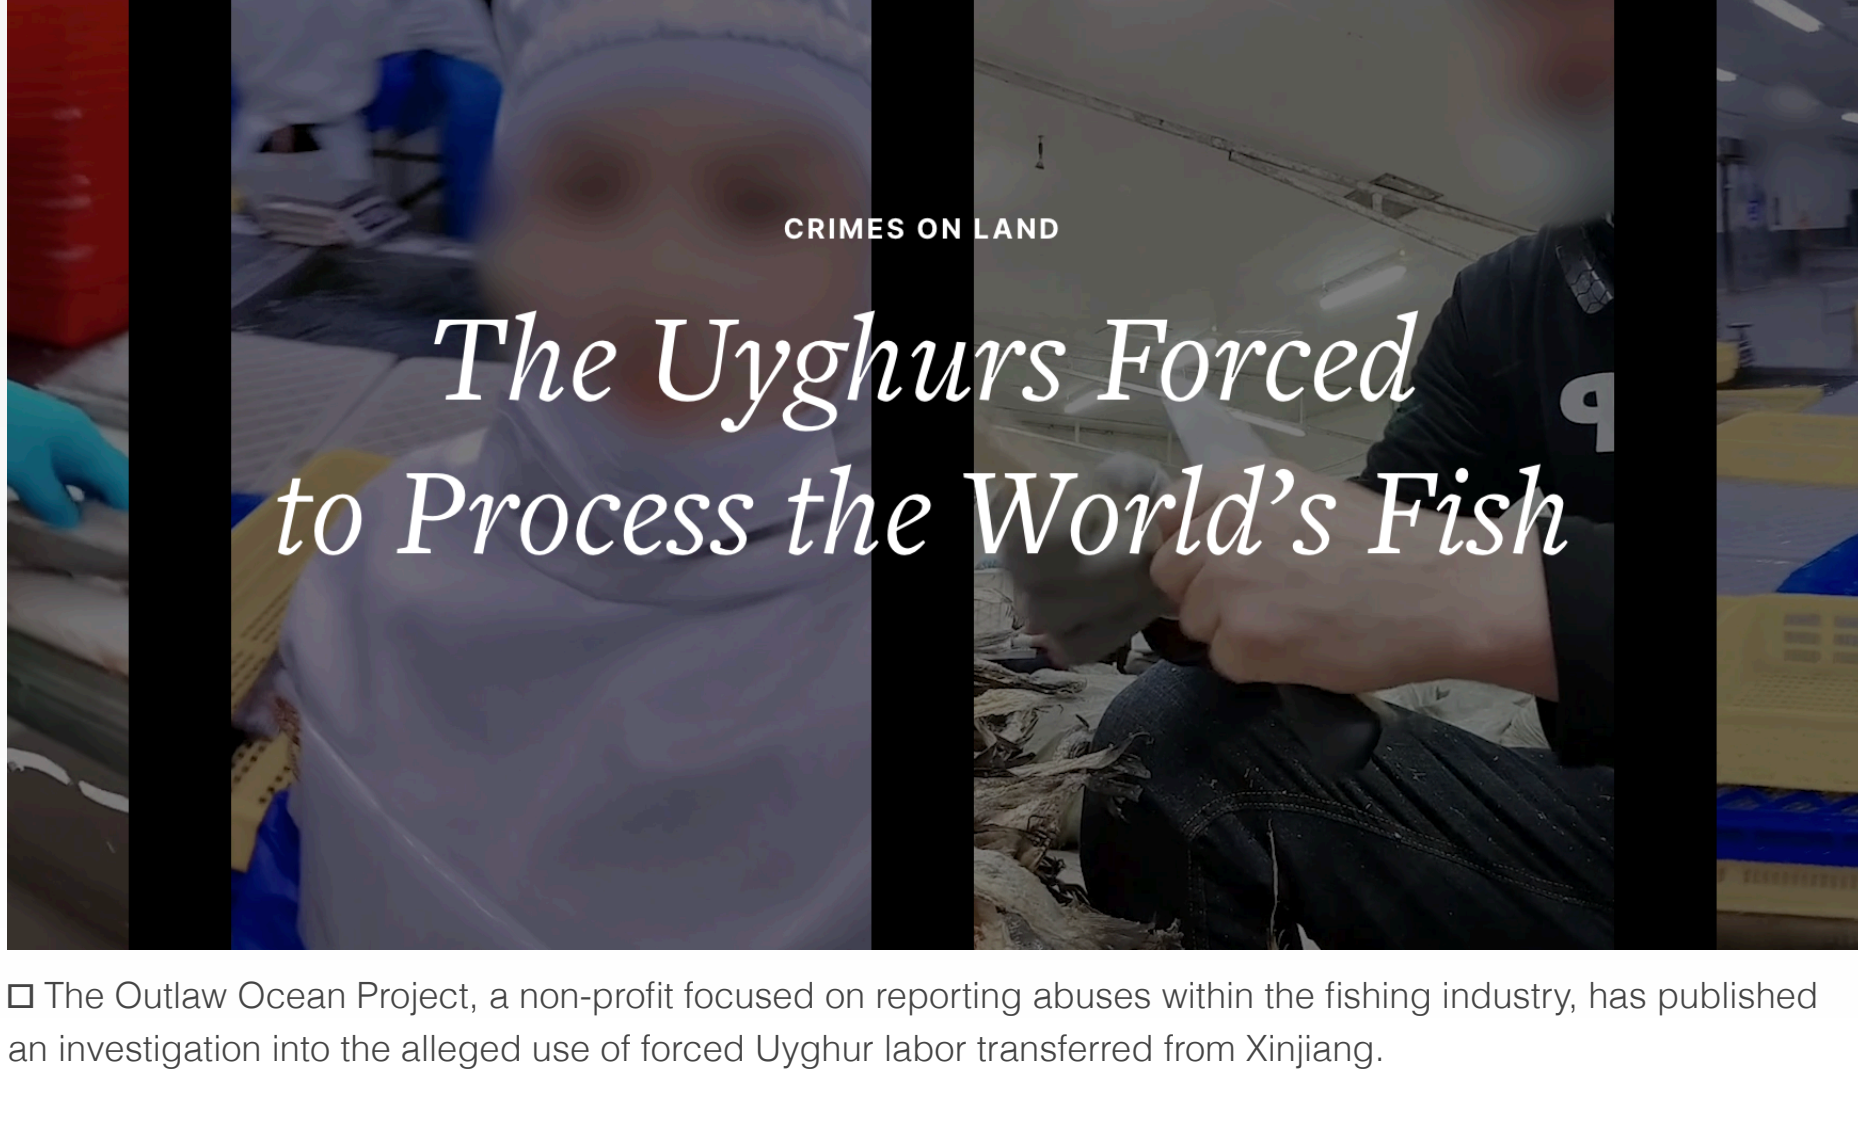 CRIMES ON LAND
The Uyghurs Forced
to Process the World’s Fish
The Outlaw Ocean Project, a non-profit focused on reporting abuses within the fishing industry, has published
an investigation into the alleged use of forced Uyghur labor transferred from Xinjiang.